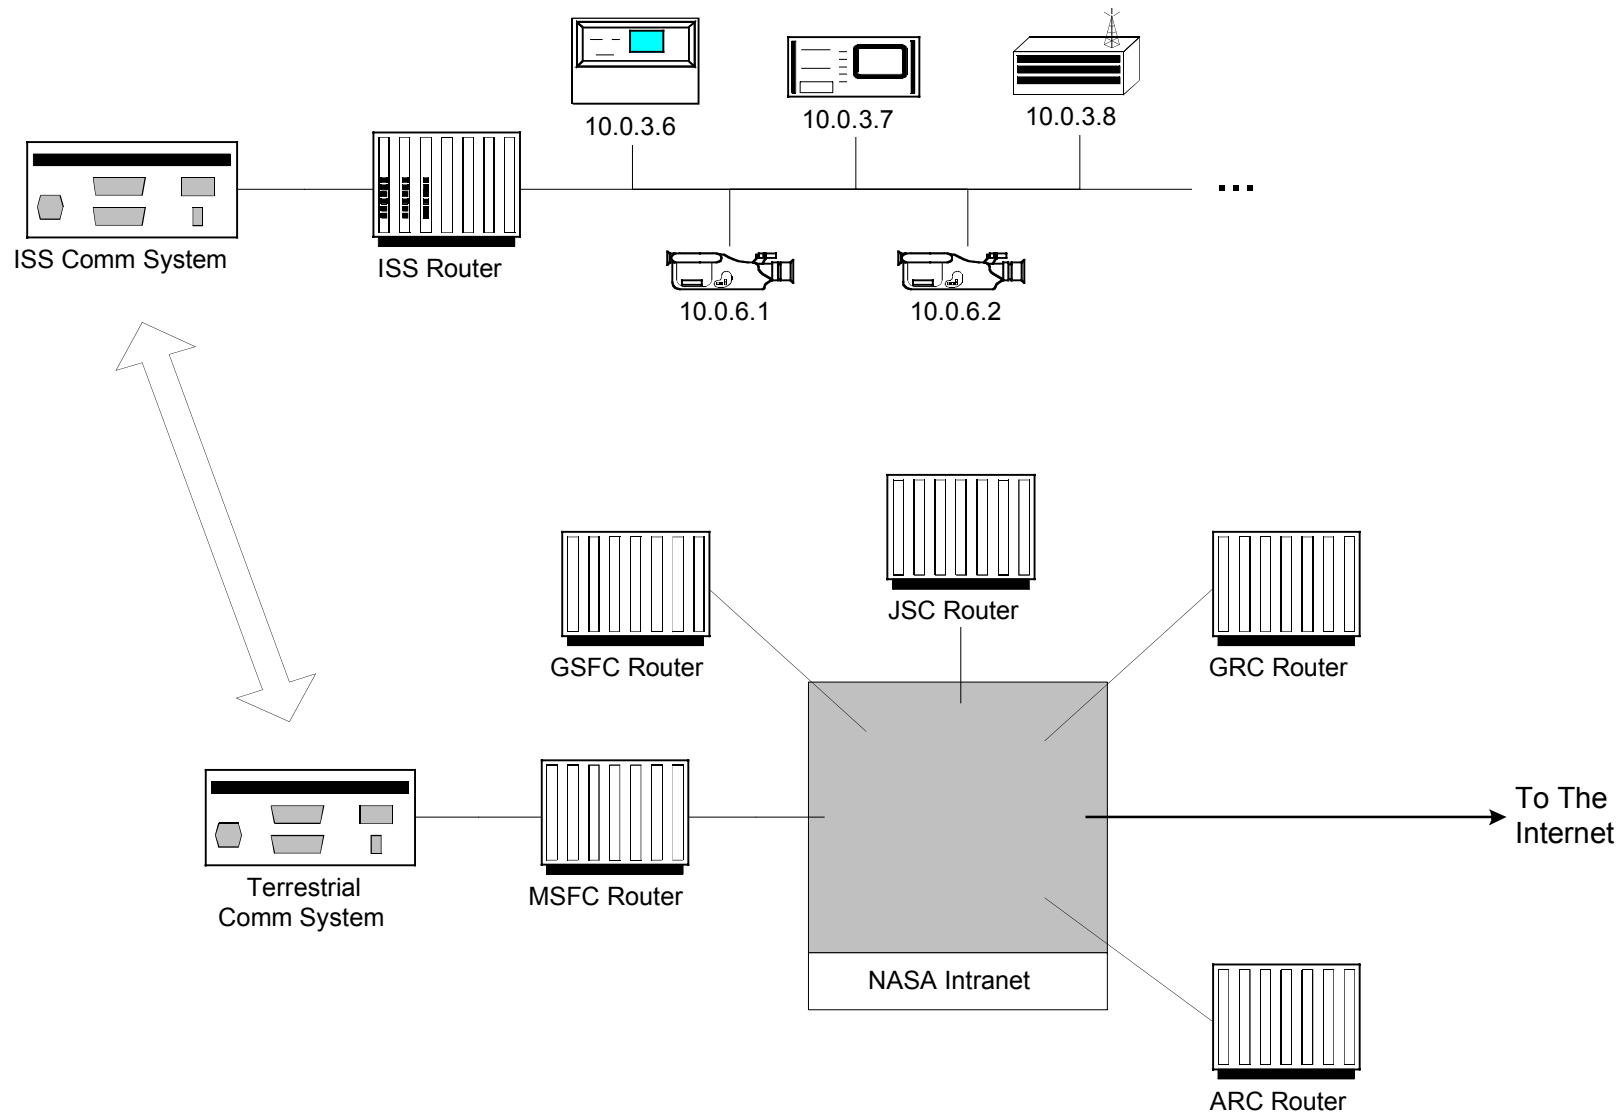 10.0.3.6
10.0.3.7
10.0.3.8
ISS Comm System
ISS Router
...
10.0.6.1
10.0.6.2
JSC Router
GSFC Router
GRC Router
To The
Internet
Terrestrial
Comm System
MSFC Router
NASA Intranet
ARC Router